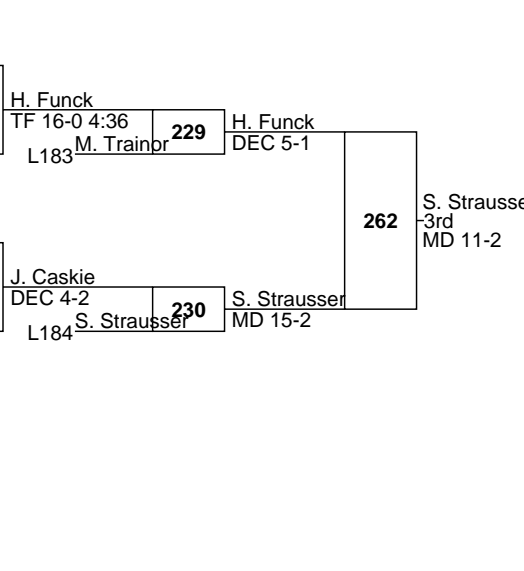 H. Funck
TF 16-0 4:36
L183
M. Trainor
229
H. Funck
DEC 5-1
262
S. Strausse
3rd
MD 11-2
J. Caskie
DEC 4-2
L184
S. Strausser
230
S. Strausser
MD 15-2